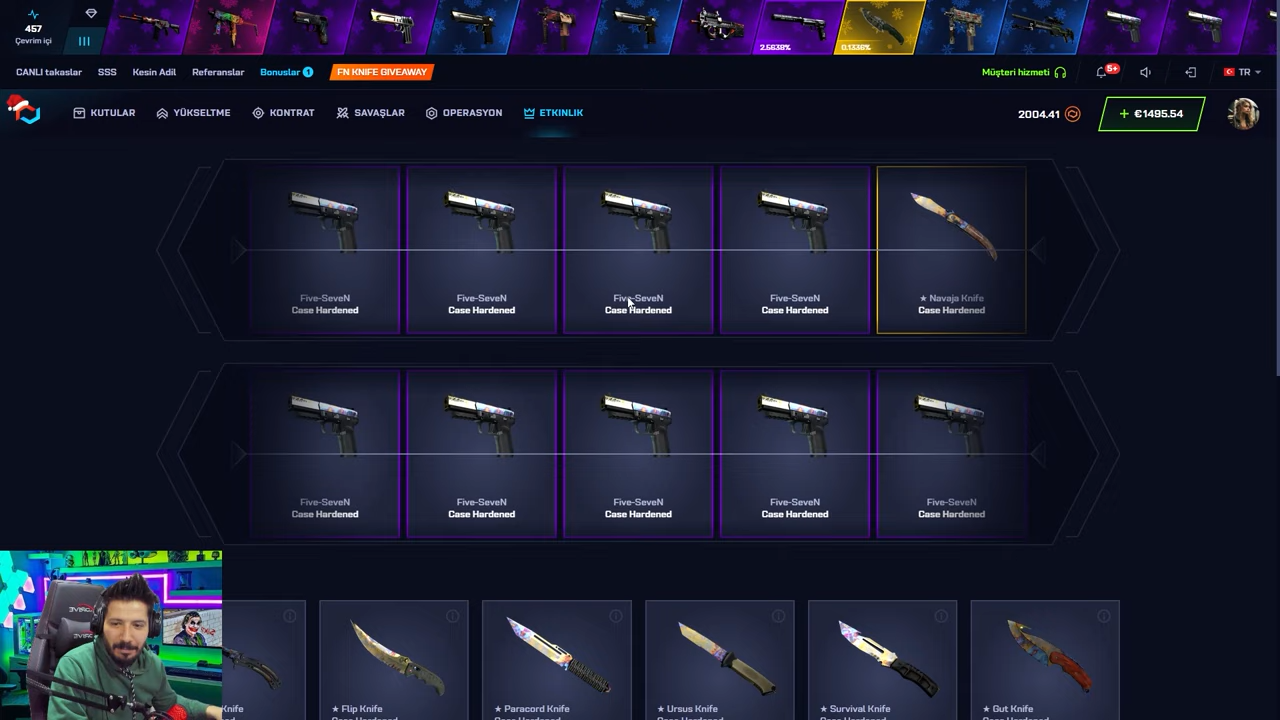 457
Çevrim içi
2.5638%
0.1336%
CANLI takaslar SSS Kesin Adil Referanslar Bonuslar 1 FN KNIFE GIVEAWAY Müşteri hizmeti 5+ TR
KUTULAR YÜKSELTME KONTRAT SAVAŞLAR OPERASYON ETKINLIK 2004.41 + €1495.54
Five-SeveN Five-SeveN Five-SeveN Five-SeveN ★ Navaja Knife
Case Hardened Case Hardened Case Hardened Case Hardened Case Hardened
Five-SeveN Five-SeveN Five-SeveN Five-SeveN Five-SeveN
Case Hardened Case Hardened Case Hardened Case Hardened Case Hardened
Knife ★ Flip Knife ★ Paracord Knife ★ Ursus Knife ★ Survival Knife ★ Gut Knife